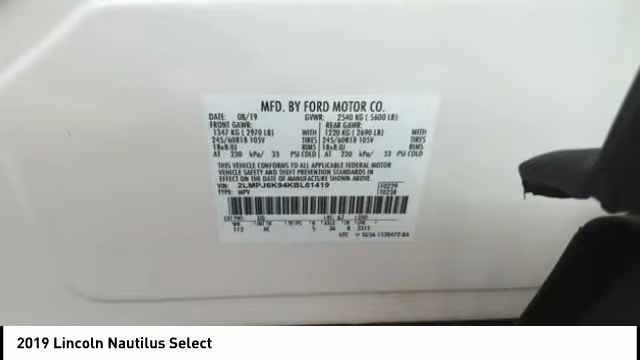 MFD. BY FORD MOTOR CO.
DATE: 08/19 GVWR: 2540 KG ( 5600 LB)
FRONT GAWR: REAR GAWR:
1347 KG ( 2970 LB) WITH 1220 KG ( 2690 LB) WITH
245/60R18 105V TIRES 245/60R18 105V TIRES
18x8.0J RIMS 18x8.0J RIMS
AT 230 kPa/ 33 PSI COLD AT 230 kPa/ 33 PSI COLD
THIS VEHICLE CONFORMS TO ALL APPLICABLE FEDERAL MOTOR
VEHICLE SAFETY AND THEFT PREVENTION STANDARDS IN
EFFECT ON THE DATE OF MANUFACTURE SHOWN ABOVE.
VIN: 2LMPJ6K94KBL61419
TYPE: MPV
EXT PNT:
2019 Lincoln Nautilus Select